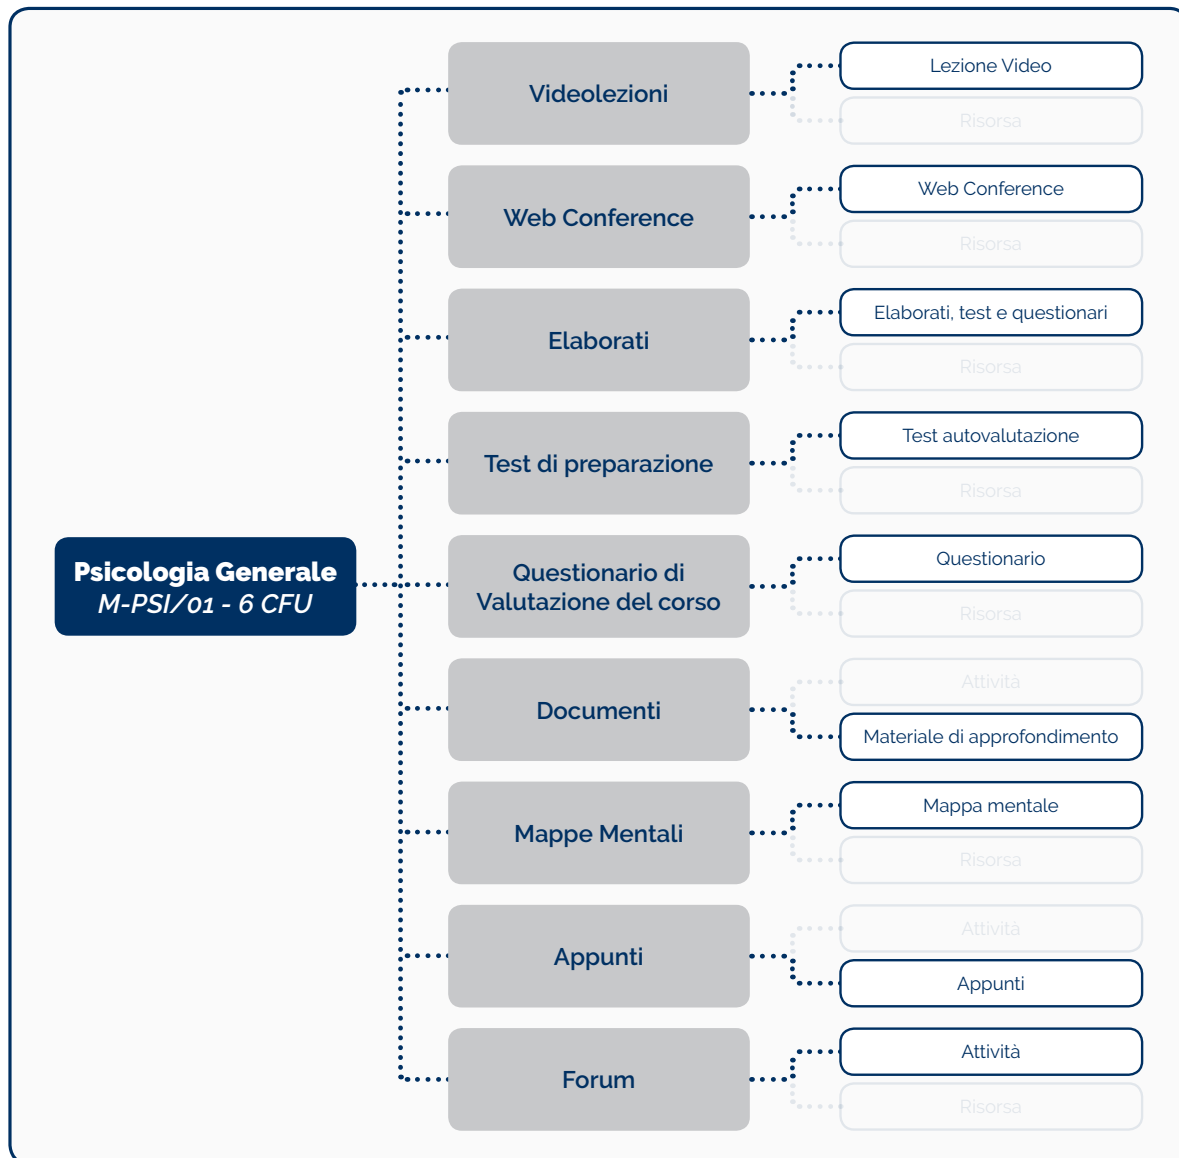 Psicologia Generale
M-PSI/01 - 6 CFU
Videolezioni
Lezione Video
Risorsa
Web Conference
Web Conference
Risorsa
Elaborati
Elaborati, test e questionari
Risorsa
Test di preparazione
Test autovalutazione
Risorsa
Questionario di
Valutazione del corso
Questionario
Risorsa
Documenti
Attività
Materiale di approfondimento
Mappe Mentali
Mappa mentale
Risorsa
Appunti
Attività
Appunti
Forum
Attività
Risorsa